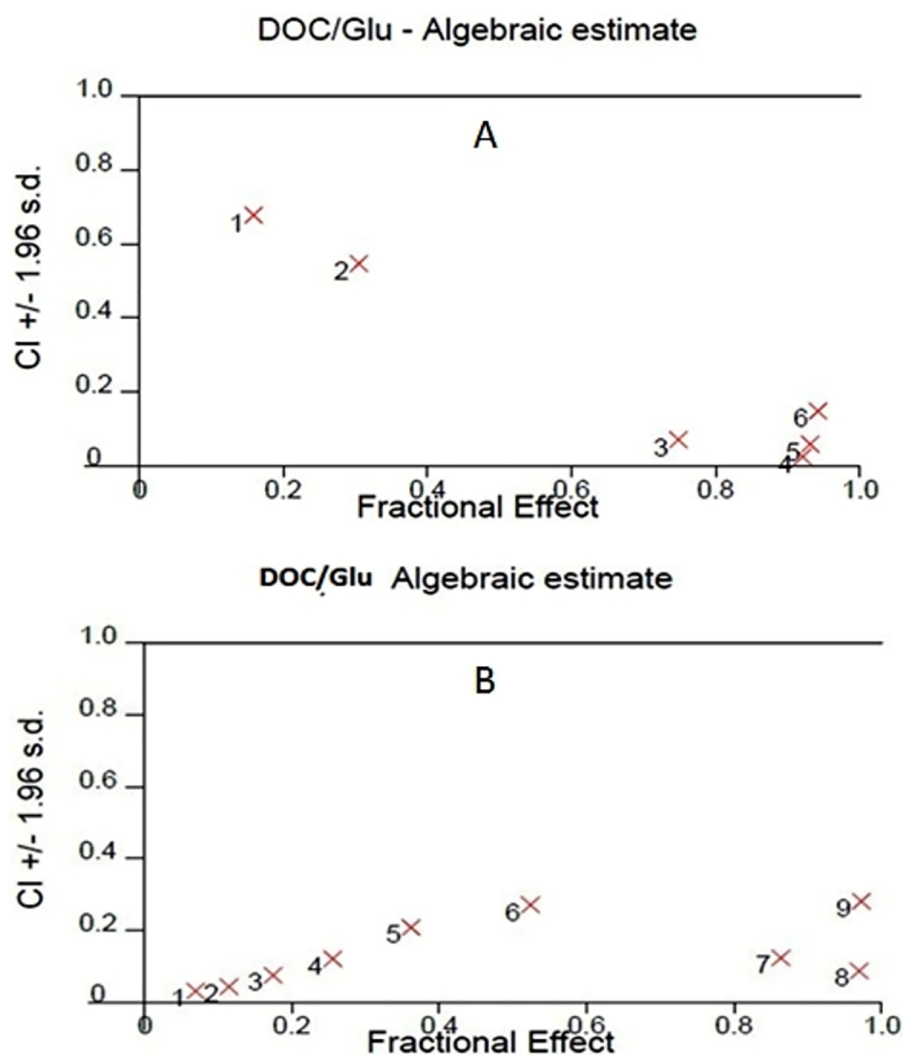 DOC/Glu - Algebraic estimate
A
CI +/- 1.96 s.d.
1.0
0.8
0.6
0.4
0.2
0
1
2
3
4
5
6
0 0.2 0.4 0.6 0.8 1.0
Fractional Effect
DOC/Glu Algebraic estimate
B
CI +/- 1.96 s.d.
1.0
0.8
0.6
0.4
0.2
0
1
2
3
4
5
6
7
8
9
0 0.2 0.4 0.6 0.8 1.0
Fractional Effect